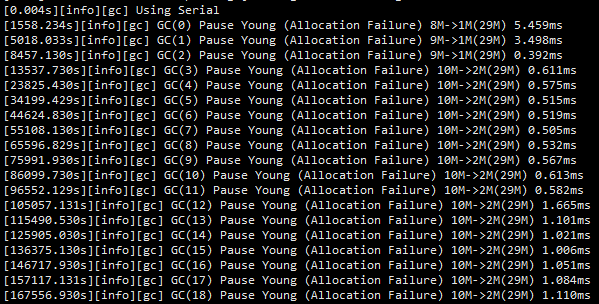 [0.004s][info][gc] Using Serial
[1558.234s][info][gc] GC(0) Pause Young (Allocation Failure) 8M->1M(29M) 5.459ms
[5018.033s][info][gc] GC(1) Pause Young (Allocation Failure) 9M->1M(29M) 3.498ms
[8457.130s][info][gc] GC(2) Pause Young (Allocation Failure) 9M->1M(29M) 0.392ms
[13537.730s][info][gc] GC(3) Pause Young (Allocation Failure) 10M->2M(29M) 0.611ms
[23825.430s][info][gc] GC(4) Pause Young (Allocation Failure) 10M->2M(29M) 0.575ms
[34199.429s][info][gc] GC(5) Pause Young (Allocation Failure) 10M->2M(29M) 0.515ms
[44624.830s][info][gc] GC(6) Pause Young (Allocation Failure) 10M->2M(29M) 0.519ms
[55108.130s][info][gc] GC(7) Pause Young (Allocation Failure) 10M->2M(29M) 0.505ms
[65596.829s][info][gc] GC(8) Pause Young (Allocation Failure) 10M->2M(29M) 0.532ms
[75991.930s][info][gc] GC(9) Pause Young (Allocation Failure) 10M->2M(29M) 0.567ms
[86099.730s][info][gc] GC(10) Pause Young (Allocation Failure) 10M->2M(29M) 0.613ms
[96552.129s][info][gc] GC(11) Pause Young (Allocation Failure) 10M->2M(29M) 0.582ms
[105057.131s][info][gc] GC(12) Pause Young (Allocation Failure) 10M->2M(29M) 1.665ms
[115490.530s][info][gc] GC(13) Pause Young (Allocation Failure) 10M->2M(29M) 1.101ms
[125905.030s][info][gc] GC(14) Pause Young (Allocation Failure) 10M->2M(29M) 1.021ms
[136375.130s][info][gc] GC(15) Pause Young (Allocation Failure) 10M->2M(29M) 1.006ms
[146717.930s][info][gc] GC(16) Pause Young (Allocation Failure) 10M->2M(29M) 1.051ms
[157117.131s][info][gc] GC(17) Pause Young (Allocation Failure) 10M->2M(29M) 1.084ms
[167556.930s][info][gc] GC(18) Pause Young (Allocation Failure) 10M->2M(29M) 1.110ms